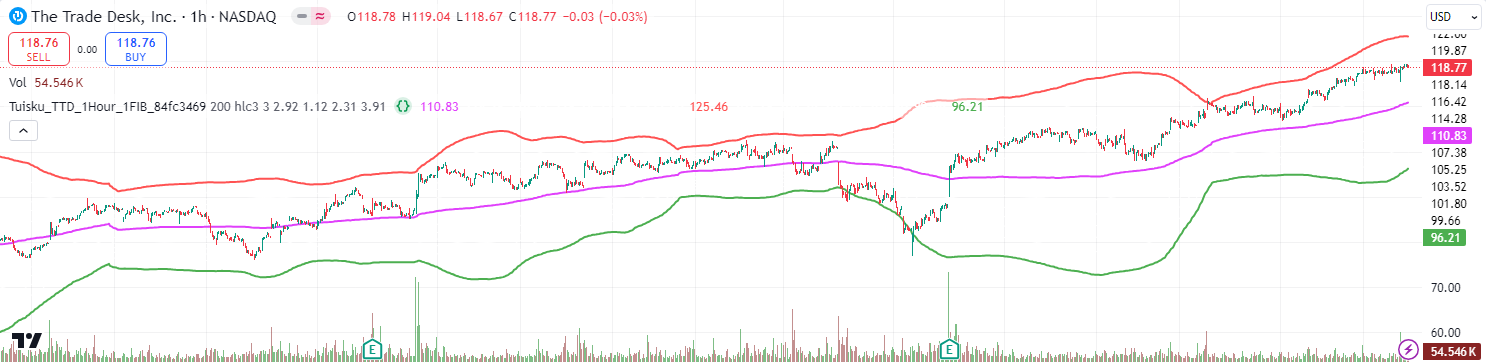 The Trade Desk, Inc. · 1h · NASDAQ O118.78 H119.04 L118.67 C118.77 −0.03 (−0.03%)
USD
118.76 SELL
0.00
118.76 BUY
Vol 54.546 K
Tuisku_TTD_1Hour_1FIB_84fc3469 200 hlc3 3 2.92 1.12 2.31 3.91 {} 110.83 125.46 96.21
122.00
119.87
118.77
118.14
116.42
114.28
110.83
107.38
105.25
103.52
101.80
99.66
96.21
70.00
60.00
54.546 K
E
E